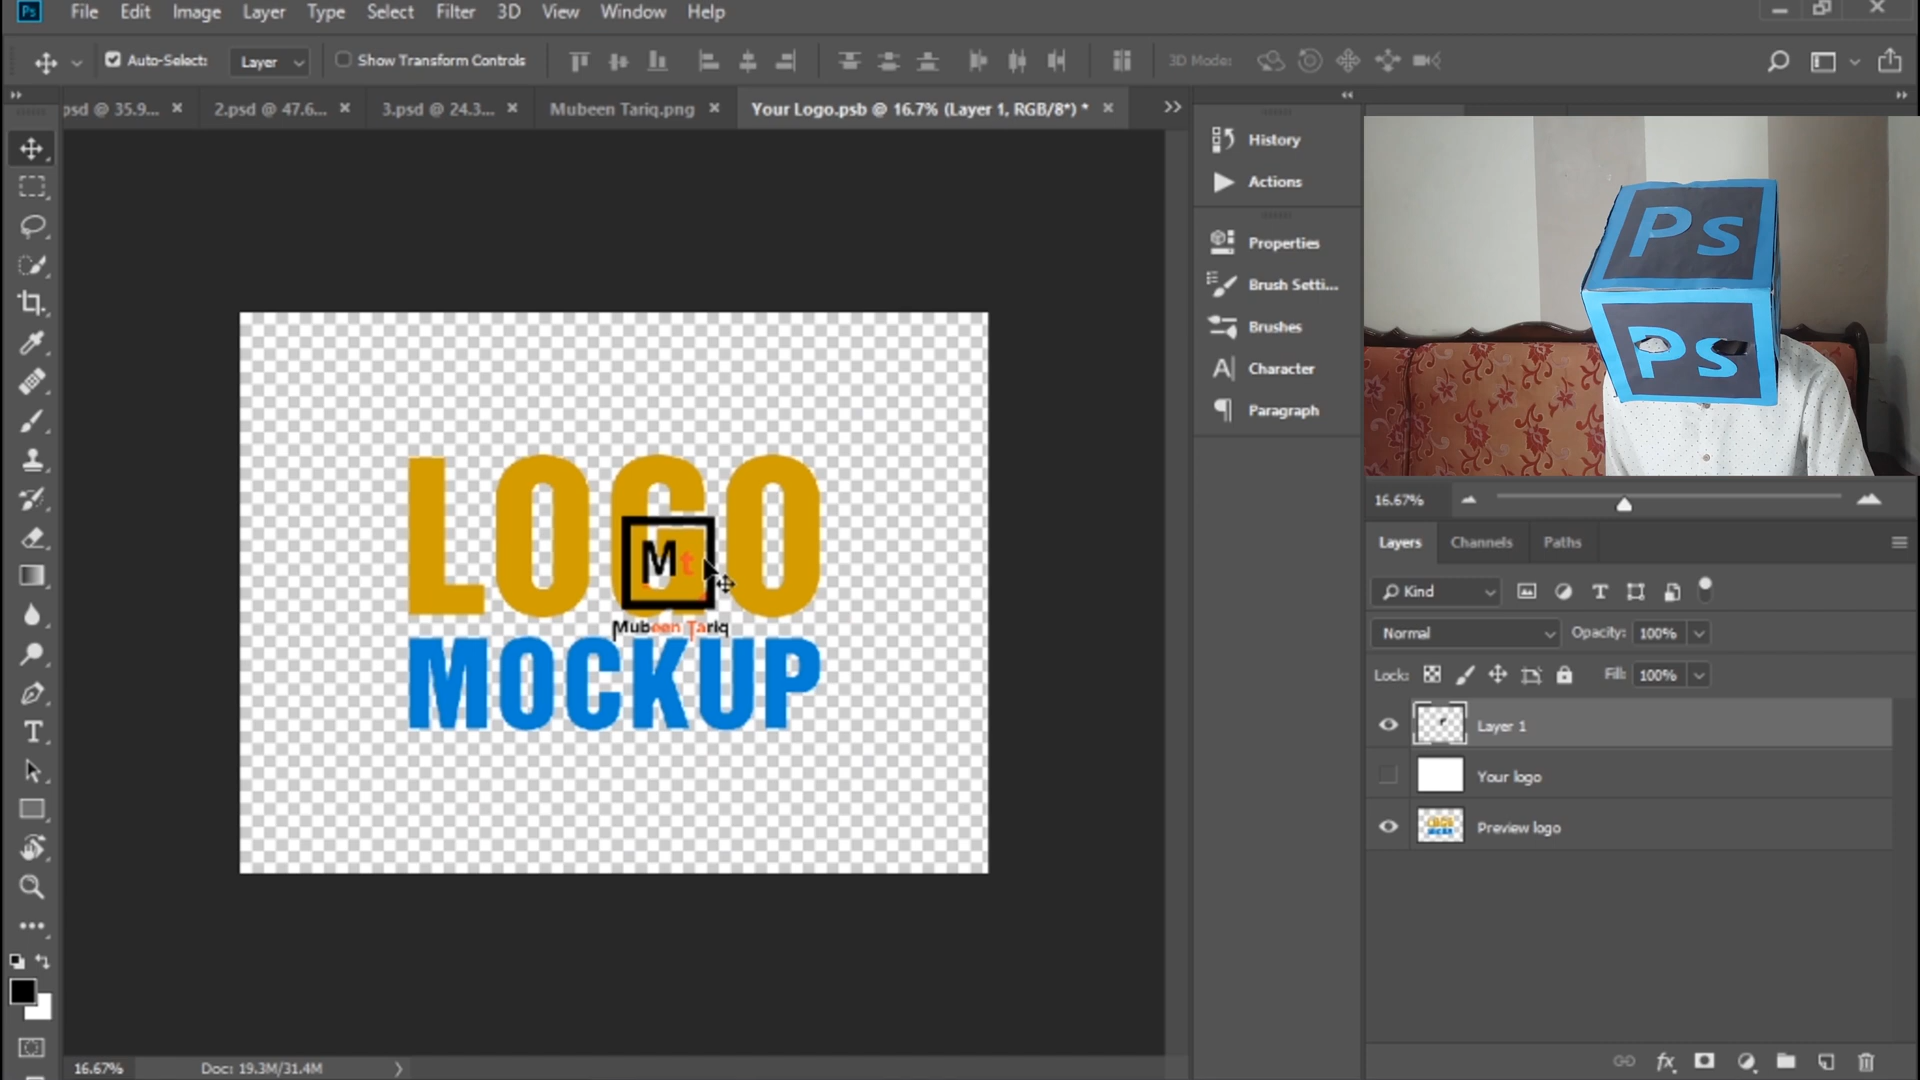 Ps File Edit Image Layer Type Select Filter 3D View Window Help
Auto-Select: Layer Show Transform Controls 3D Mode:
psd @ 35.9... × 2.psd @ 47.6... × 3.psd @ 24.3... × Mubeen Tariq.png × Your Logo.psb @ 16.7% (Layer 1, RGB/8*) * ×
History
Actions
Properties
Brush Setti...
Brushes
Character
Paragraph
Ps
Ps
LOGO
Mt
Mubeen Tariq
MOCKUP
16.67%
Layers Channels Paths
Kind
Normal Opacity: 100%
Lock: Fill: 100%
Layer 1
Your logo
Preview logo
fx
16.67% Doc: 19.3M/31.4M